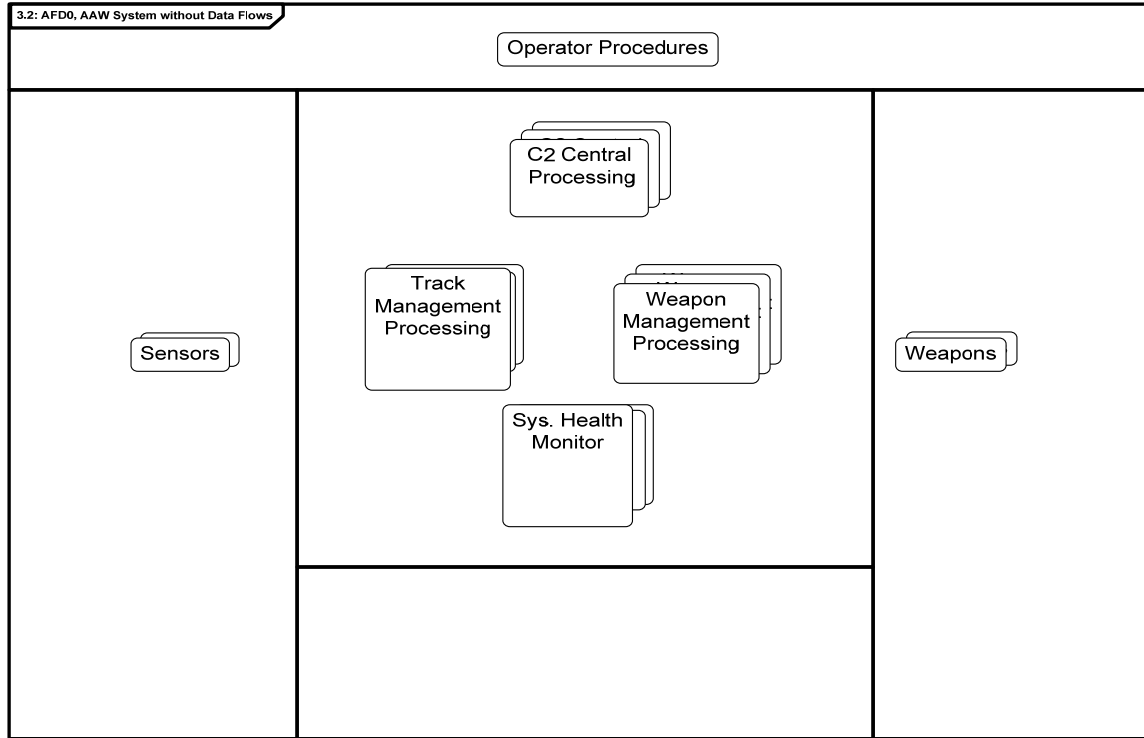 3.2: AFD0, AAW System without Data Flows
Operator Procedures
C2 Central
Processing
Track
Management
Processing
Weapon
Management
Processing
Sensors
Weapons
Sys. Health
Monitor